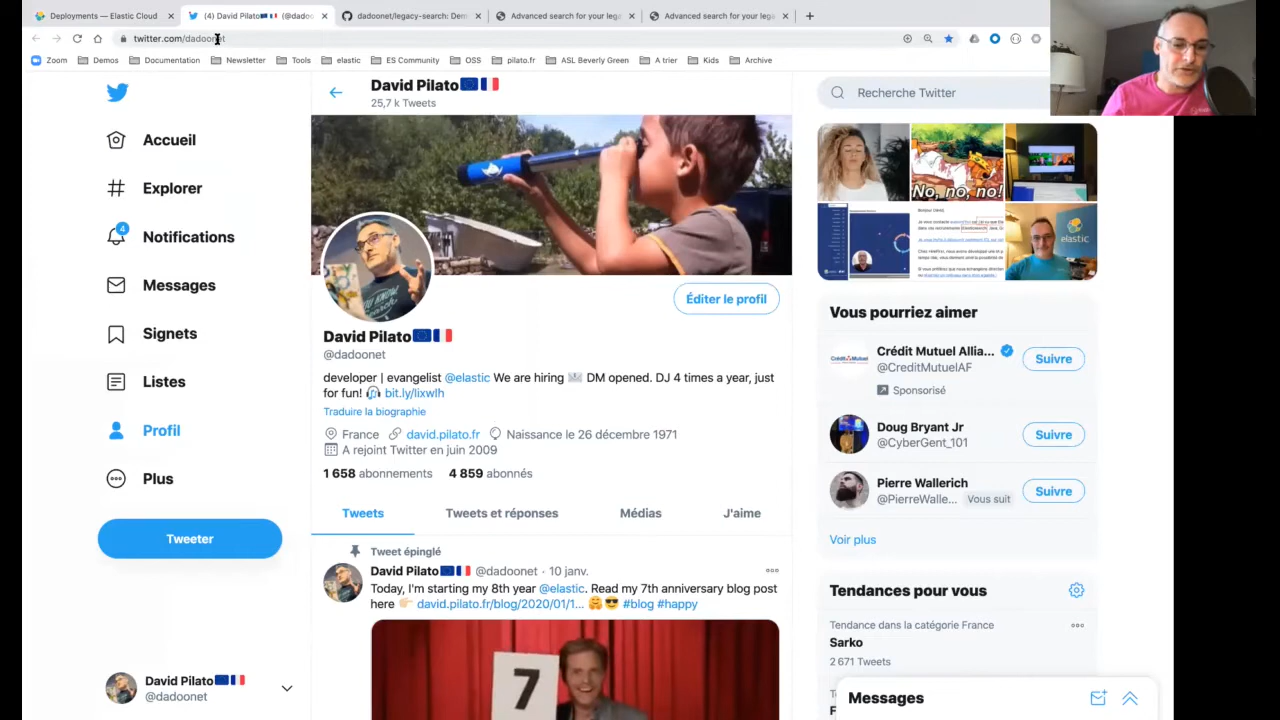 Deployments — Elastic Cloud
(4) David Pilato (@dadoo
dadoonet/legacy-search: Dem
Advanced search for your lega
Advanced search for your lega
twitter.com/dadoonet
Zoom Demos Documentation Newsletter Tools elastic ES Community OSS pilato.fr ASL Beverly Green A trier Kids Archive
Accueil
Explorer
4
Notifications
Messages
Signets
Listes
Profil
Plus
Tweeter
David Pilato
@dadoonet
David Pilato
25,7 k Tweets
Éditer le profil
David Pilato
@dadoonet
developer | evangelist @elastic We are hiring DM opened. DJ 4 times a year, just
for fun! bit.ly/lixwlh
Traduire la biographie
France david.pilato.fr Naissance le 26 décembre 1971
A rejoint Twitter en juin 2009
1 658 abonnements 4 859 abonnés
Tweets Tweets et réponses Médias J'aime
Tweet épinglé
David Pilato @dadoonet · 10 janv.
Today, I'm starting my 8th year @elastic. Read my 7th anniversary blog post
here david.pilato.fr/blog/2020/01/1... #blog #happy
7
Recherche Twitter
No, no, no!
elastic
Vous pourriez aimer
Crédit Mutuel Allia...
@CreditMutuelAF
Suivre
Sponsorisé
Doug Bryant Jr
@CyberGent_101
Suivre
Pierre Wallerich
@PierreWalle... Vous suit
Suivre
Voir plus
Tendances pour vous
Tendance dans la catégorie France
Sarko
2 671 Tweets
Messages